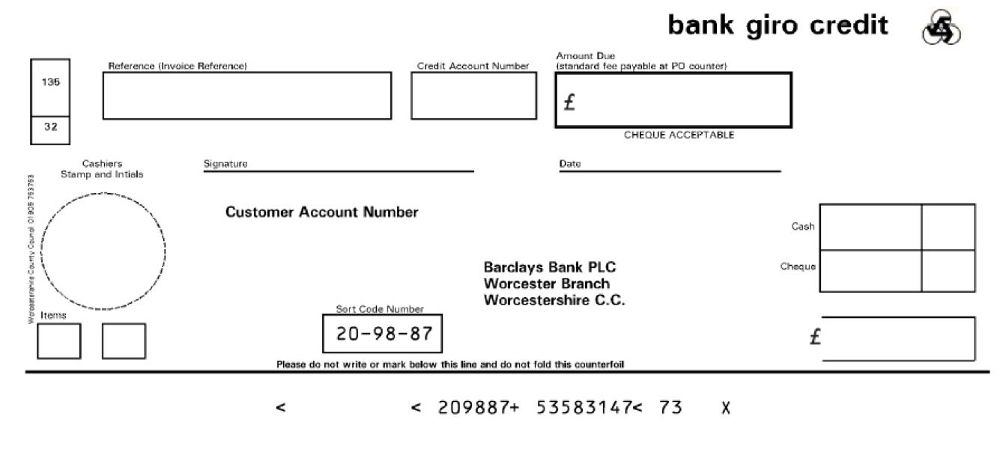 bank giro credit
135
32
Reference (Invoice Reference)
Credit Account Number
Amount Due
(standard fee payable at PO counter)
£
CHEQUE ACCEPTABLE
Cashiers
Stamp and Intials
Signature
Date
Worcestershire County Council 01905 763763
Customer Account Number
Cash
Cheque
Barclays Bank PLC
Worcester Branch
Worcestershire C.C.
Items
Sort Code Number
20-98-87
£
Please do not write or mark below this line and do not fold this counterfoil
< < 209887+ 53583147< 73 X